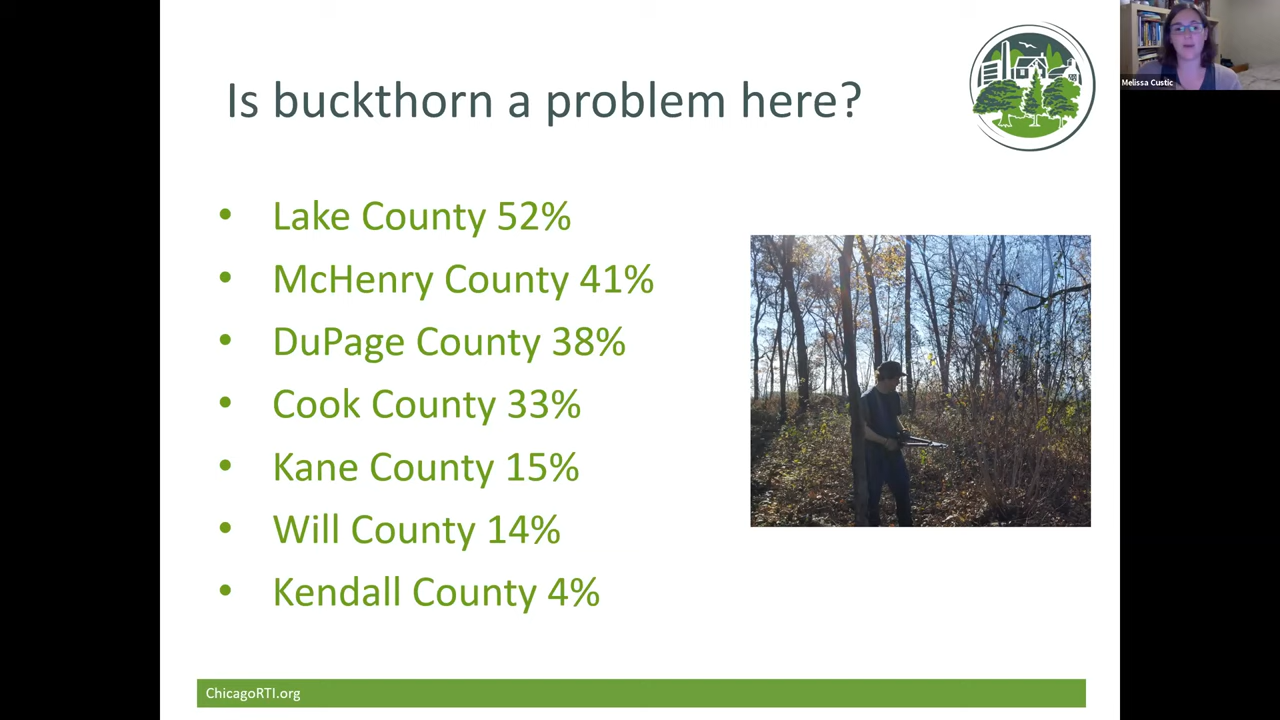 Is buckthorn a problem here?
Melissa Custic
• Lake County 52%
• McHenry County 41%
• DuPage County 38%
• Cook County 33%
• Kane County 15%
• Will County 14%
• Kendall County 4%
ChicagoRTI.org